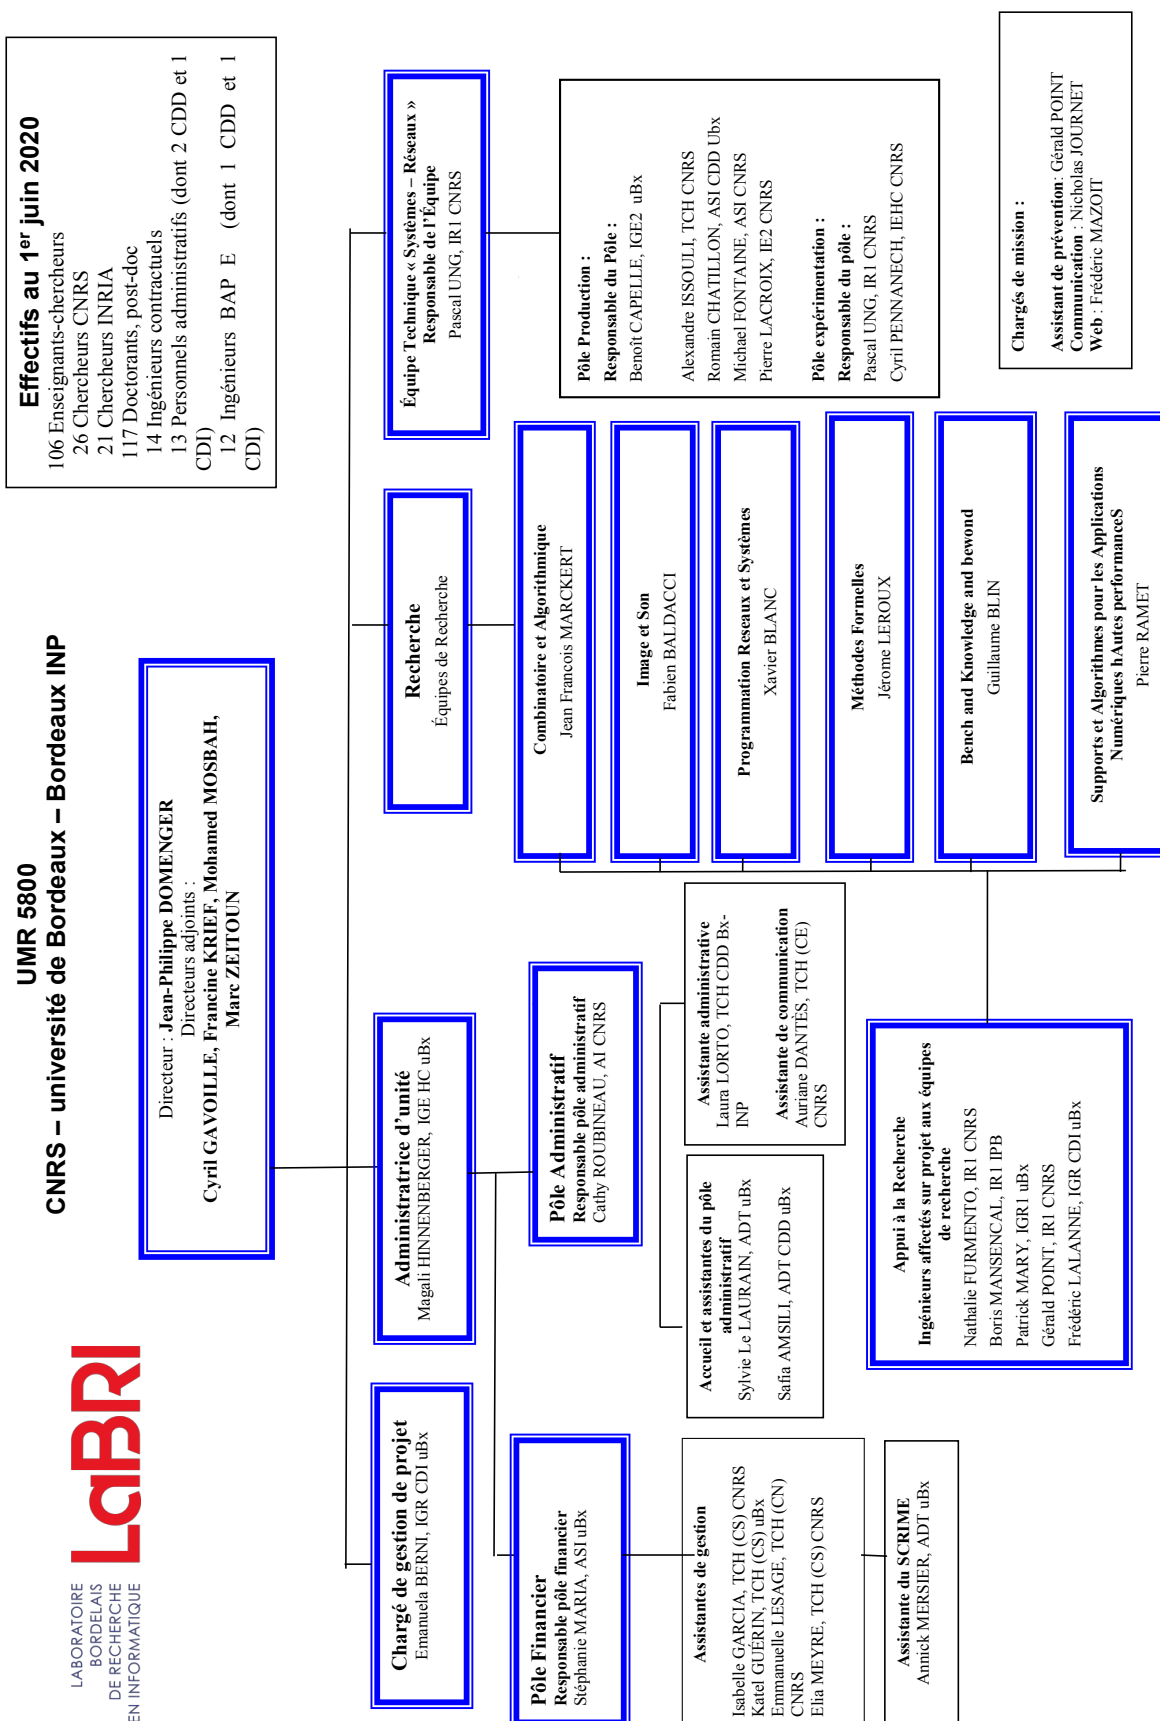 LABORATOIRE
BORDELAIS
DE RECHERCHE
EN INFORMATIQUE
LaBRI
UMR 5800
CNRS – université de Bordeaux – Bordeaux INP
Effectifs au 1er juin 2020
106 Enseignants-chercheurs
26 Chercheurs CNRS
21 Chercheurs INRIA
117 Doctorants, post-doc
14 Ingénieurs contractuels
13 Personnels administratifs (dont 2 CDD et 1
CDI)
12 Ingénieurs BAP E (dont 1 CDD et 1
CDI)
Directeur : Jean-Philippe DOMENGER
Directeurs adjoints :
Cyril GAVOILLE, Francine KRIEF, Mohamed MOSBAH,
Marc ZEITOUN
Chargé de gestion de projet
Emanuela BERNI, IGR CDI uBx
Administratrice d'unité
Magali HINNENBERGER, IGE HC uBx
Recherche
Équipes de Recherche
Équipe Technique « Systèmes – Réseaux »
Responsable de l'Équipe
Pascal UNG, IR1 CNRS
Pôle Financier
Responsable pôle financier
Stéphanie MARIA, ASI uBx
Pôle Administratif
Responsable pôle administratif
Cathy ROUBINEAU, AI CNRS
Assistantes de gestion
Isabelle GARCIA, TCH (CS) CNRS
Katel GUÉRIN, TCH (CS) uBx
Emmanuelle LESAGE, TCH (CN)
CNRS
Elia MEYRE, TCH (CS) CNRS
Assistante du SCRIME
Annick MERSIER, ADT uBx
Accueil et assistantes du pôle
administratif
Sylvie Le LAURAIN, ADT uBx
Safia AMSILI, ADT CDD uBx
Assistante administrative
Laura LORTO, TCH CDD Bx-
INP
Assistante de communication
Auriane DANTÈS, TCH (CE)
CNRS
Appui à la Recherche
Ingénieurs affectés sur projet aux équipes
de recherche
Nathalie FURMENTO, IR1 CNRS
Boris MANSENCAL, IR1 IPB
Patrick MARY, IGR1 uBx
Gérald POINT, IR1 CNRS
Frédéric LALANNE, IGR CDI uBx
Combinatoire et Algorithmique
Jean Francois MARCKERT
Image et Son
Fabien BALDACCI
Programmation Reseaux et Systèmes
Xavier BLANC
Méthodes Formelles
Jérome LEROUX
Bench and Knowledge and bewond
Guillaume BLIN
Supports et Algorithmes pour les Applications
Numériques hAutes performanceS
Pierre RAMET
Pôle Production :
Responsable du Pôle :
Benoît CAPELLE, IGE2 uBx
Alexandre ISSOULI, TCH CNRS
Romain CHATILLON, ASI CDD Ubx
Michael FONTAINE, ASI CNRS
Pierre LACROIX, IE2 CNRS
Pôle expérimentation :
Responsable du pôle :
Pascal UNG, IR1 CNRS
Cyril PENNANECH, IEHC CNRS
Chargés de mission :
Assistant de prévention: Gérald POINT
Communication : Nicholas JOURNET
Web : Frédéric MAZOIT